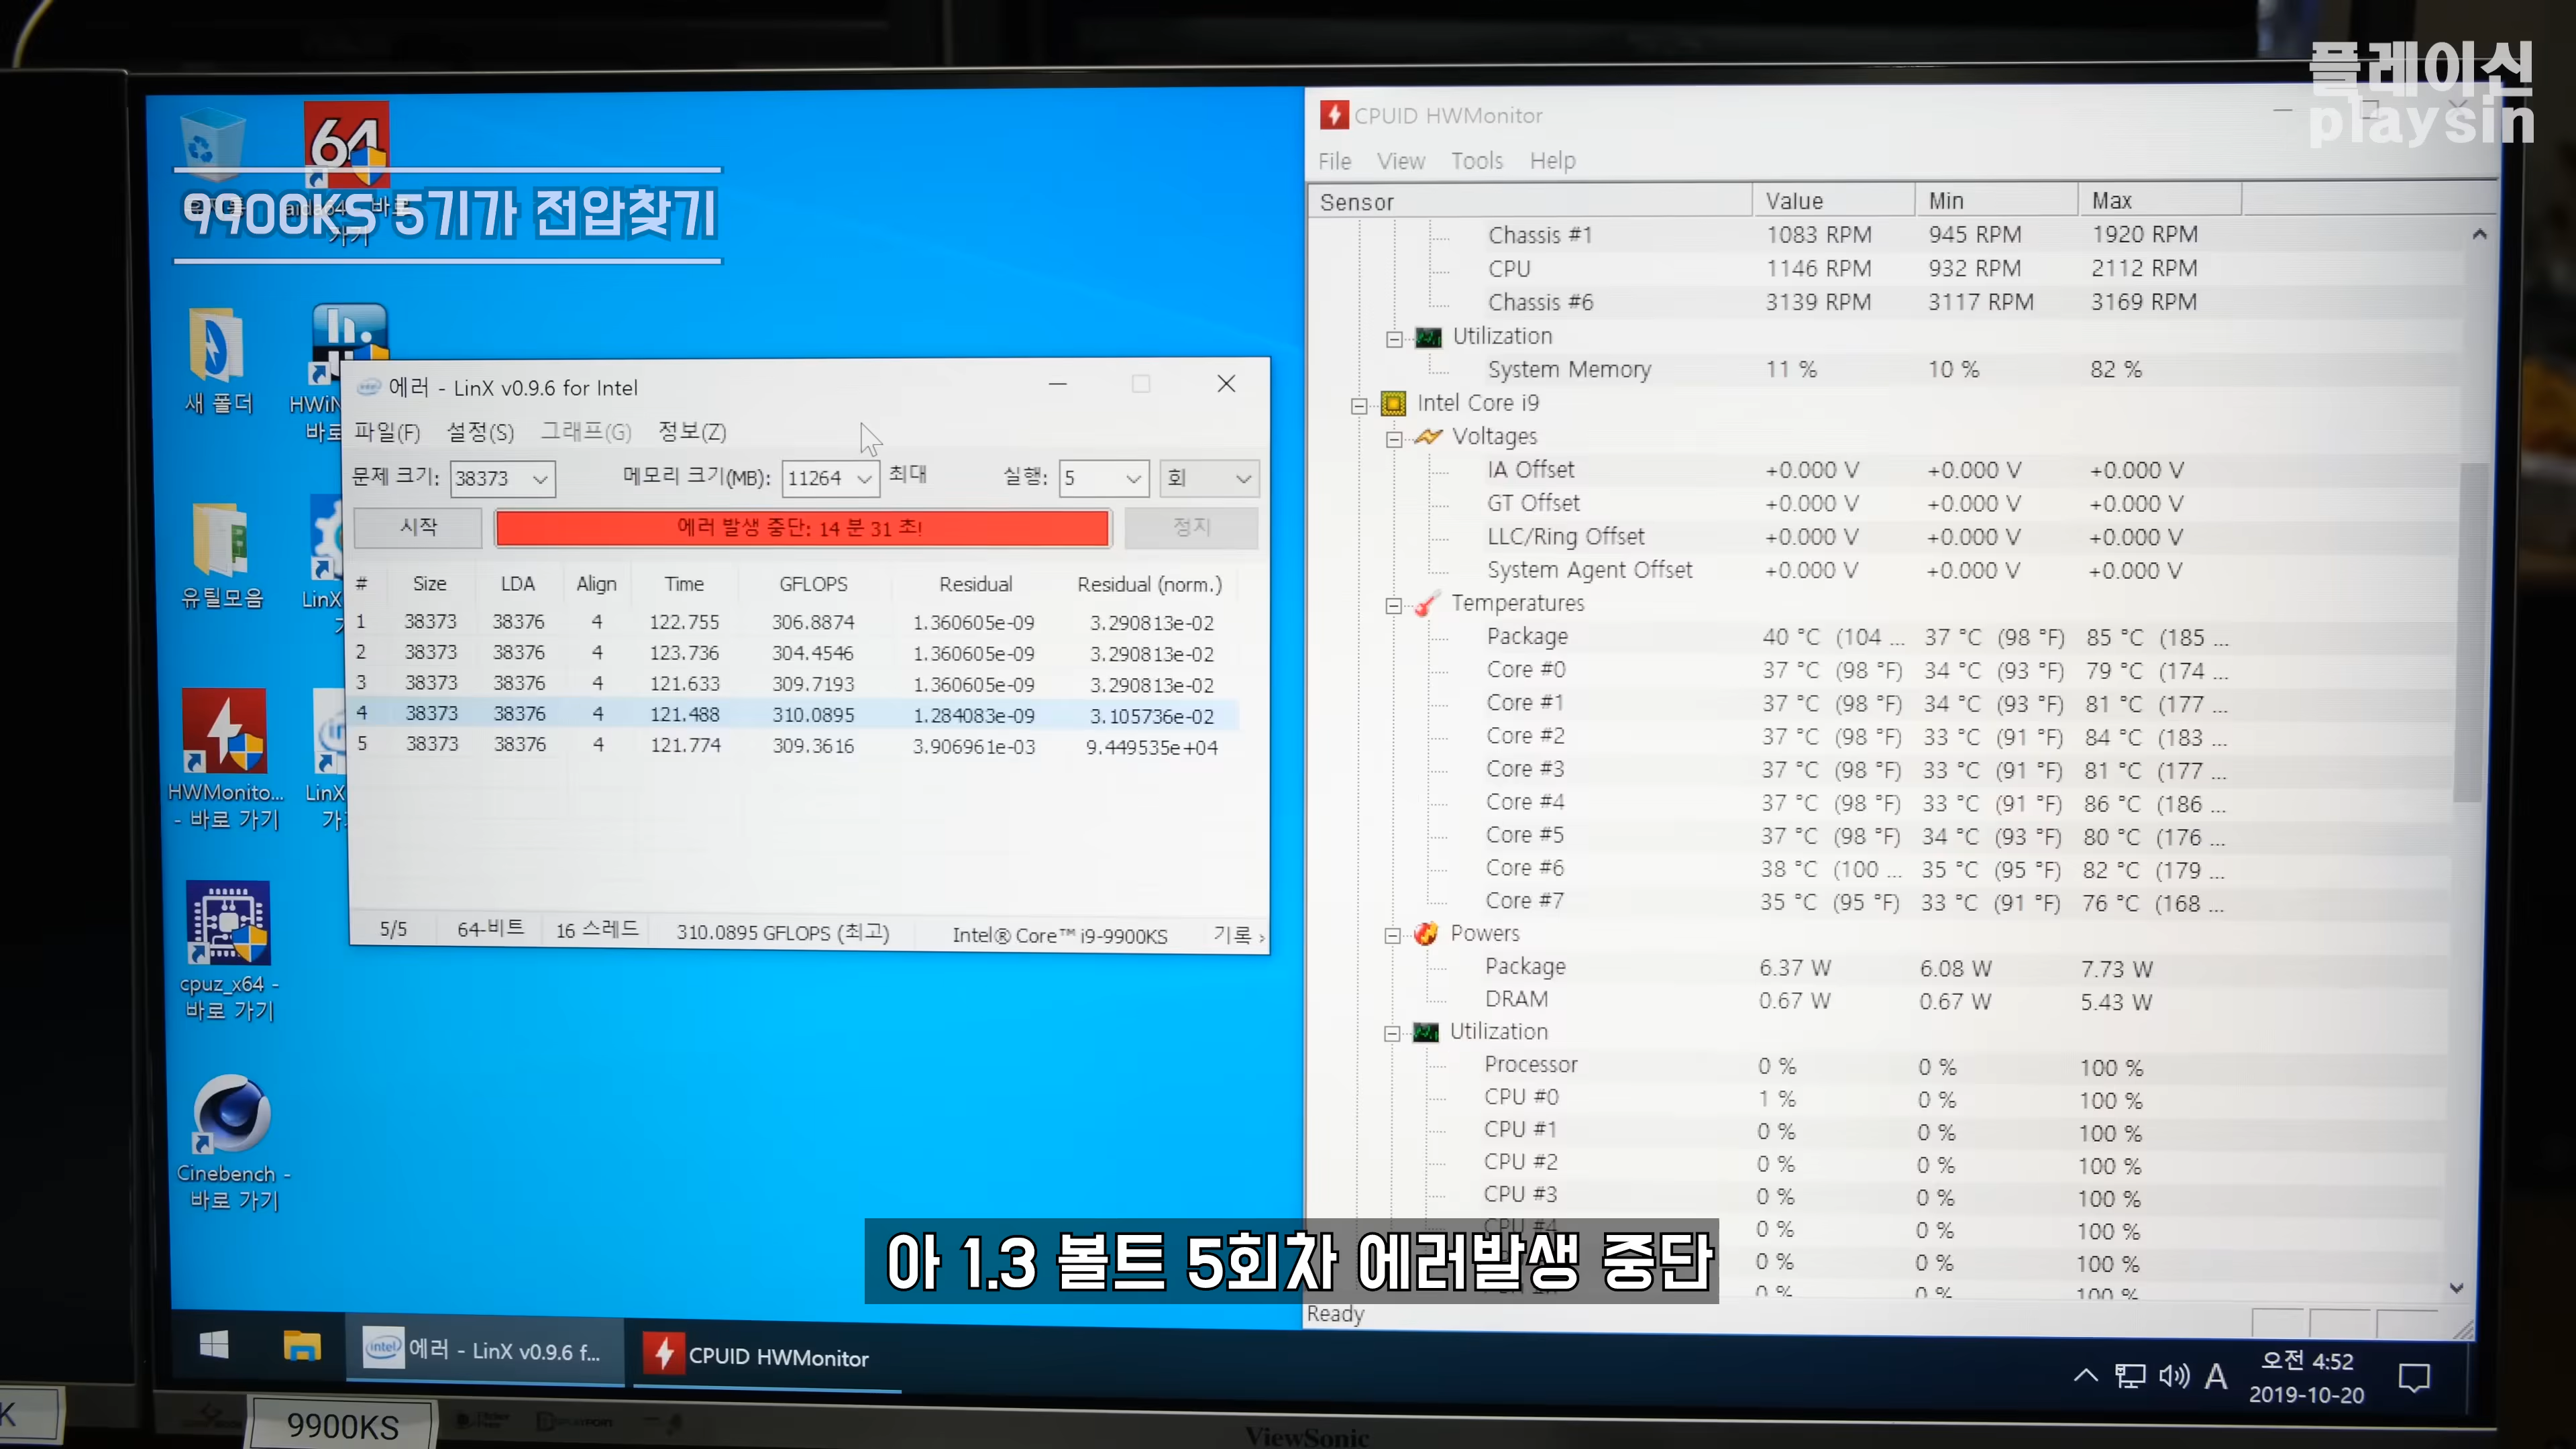 플레이신
playsin
9900KS 5기가 전압찾기
새 폴더
유틸모음
HWMonito...
- 바로 가기
cpuz_x64 -
바로 가기
Cinebench -
바로 가기
에러 - LinX v0.9.6 for Intel
파일(F) 설정(S) 그래프(G) 정보(Z)
문제 크기: 38373 메모리 크기(MB): 11264 최대 실행: 5 회
시작 에러 발생 중단: 14 분 31 초! 정지
# Size LDA Align Time GFLOPS Residual Residual (norm.)
1 38373 38376 4 122.755 306.8874 1.360605e-09 3.290813e-02
2 38373 38376 4 123.736 304.4546 1.360605e-09 3.290813e-02
3 38373 38376 4 121.633 309.7193 1.360605e-09 3.290813e-02
4 38373 38376 4 121.488 310.0895 1.284083e-09 3.105736e-02
5 38373 38376 4 121.774 309.3616 3.906961e-03 9.449535e+04
5/5 64-비트 16 스레드 310.0895 GFLOPS (최고) Intel® Core™ i9-9900KS 기록 ›
CPUID HWMonitor
File View Tools Help
Sensor Value Min Max
Chassis #1 1083 RPM 945 RPM 1920 RPM
CPU 1146 RPM 932 RPM 2112 RPM
Chassis #6 3139 RPM 3117 RPM 3169 RPM
Utilization
System Memory 11 % 10 % 82 %
Intel Core i9
Voltages
IA Offset +0.000 V +0.000 V +0.000 V
GT Offset +0.000 V +0.000 V +0.000 V
LLC/Ring Offset +0.000 V +0.000 V +0.000 V
System Agent Offset +0.000 V +0.000 V +0.000 V
Temperatures
Package 40 °C (104 ... 37 °C (98 °F) 85 °C (185 ...
Core #0 37 °C (98 °F) 34 °C (93 °F) 79 °C (174 ...
Core #1 37 °C (98 °F) 34 °C (93 °F) 81 °C (177 ...
Core #2 37 °C (98 °F) 33 °C (91 °F) 84 °C (183 ...
Core #3 37 °C (98 °F) 33 °C (91 °F) 81 °C (177 ...
Core #4 37 °C (98 °F) 33 °C (91 °F) 86 °C (186 ...
Core #5 37 °C (98 °F) 34 °C (93 °F) 80 °C (176 ...
Core #6 38 °C (100 ... 35 °C (95 °F) 82 °C (179 ...
Core #7 35 °C (95 °F) 33 °C (91 °F) 76 °C (168 ...
Powers
Package 6.37 W 6.08 W 7.73 W
DRAM 0.67 W 0.67 W 5.43 W
Utilization
Processor 0 % 0 % 100 %
CPU #0 1 % 0 % 100 %
CPU #1 0 % 0 % 100 %
CPU #2 0 % 0 % 100 %
CPU #3 0 % 0 % 100 %
CPU #4 0 % 0 % 100 %
0 % 0 % 100 %
0 % 0 % 100 %
Ready
아 1.3 볼트 5회차 에러발생 중단
에러 - LinX v0.9.6 f...
CPUID HWMonitor
A
오전 4:52
2019-10-20
9900KS
ViewSonic